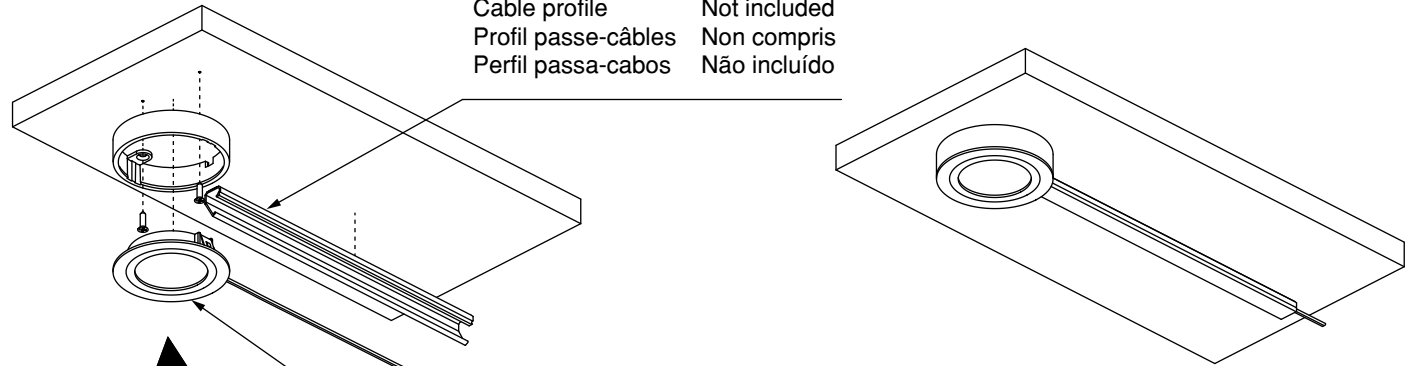 Cable profile Not included
Profil passe-câbles Non compris
Perfil passa-cabos Não incluído